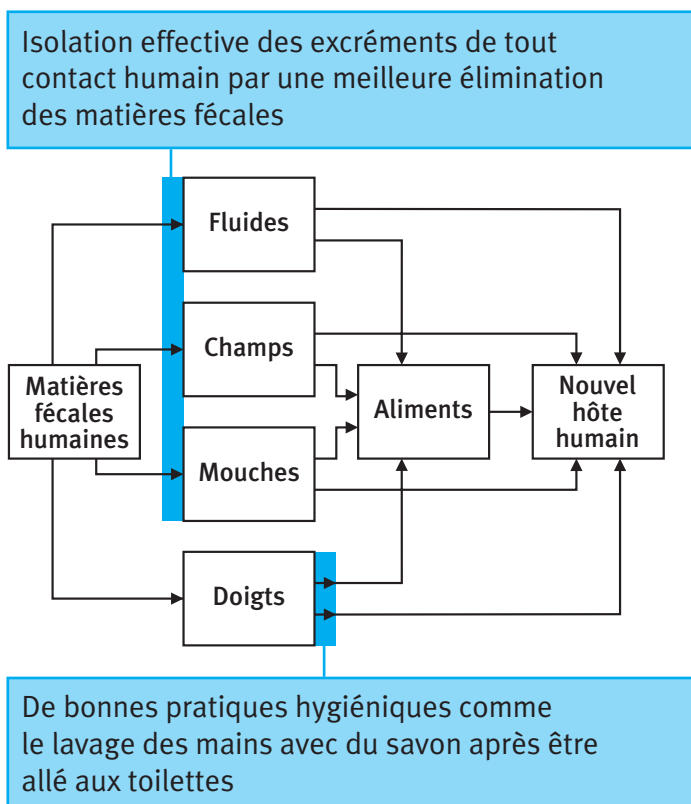 Isolation effective des excréments de tout
contact humain par une meilleure élimination
des matières fécales
Fluides
Champs
Matières
fécales
humaines
Aliments
Nouvel
hôte
humain
Mouches
Doigts
De bonnes pratiques hygiéniques comme
le lavage des mains avec du savon après être
allé aux toilettes